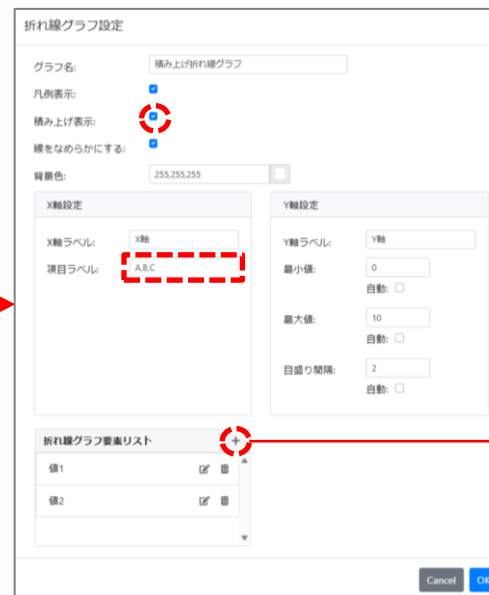 折れ線グラフ設定
グラフ名: 積み上げ折れ線グラフ
凡例表示:
積み上げ表示:
線をなめらかにする:
背景色: 255,255,255
X軸設定
X軸ラベル: X軸
項目ラベル: A,B,C
Y軸設定
Y軸ラベル: Y軸
最小値: 0
自動:
最大値: 10
自動:
目盛り間隔: 2
自動:
折れ線グラフ要素リスト +
値1
値2
Cancel OK